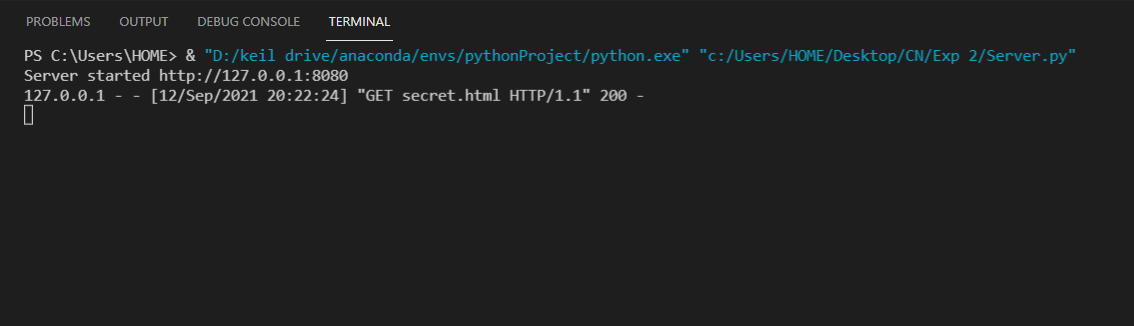 PROBLEMS OUTPUT DEBUG CONSOLE TERMINAL
PS C:\Users\HOME> & "D:/keil drive/anaconda/envs/pythonProject/python.exe" "c:/Users/HOME/Desktop/CN/Exp 2/Server.py"
Server started http://127.0.0.1:8080
127.0.0.1 - - [12/Sep/2021 20:22:24] "GET secret.html HTTP/1.1" 200 -